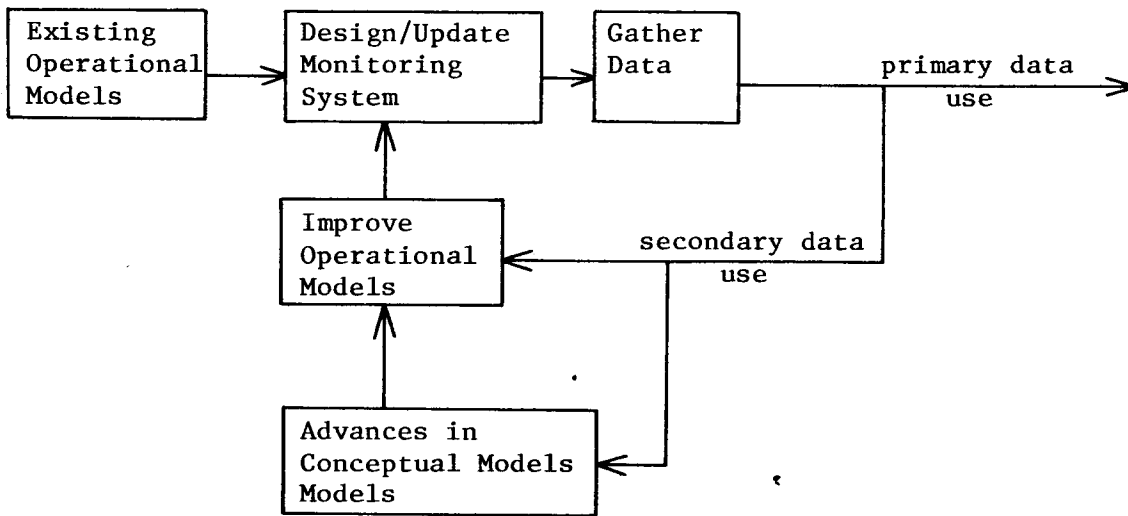 Existing
Operational
Models
Design/Update
Monitoring
System
Gather
Data
primary data
use
Improve
Operational
Models
secondary data
use
Advances in
Conceptual Models
Models